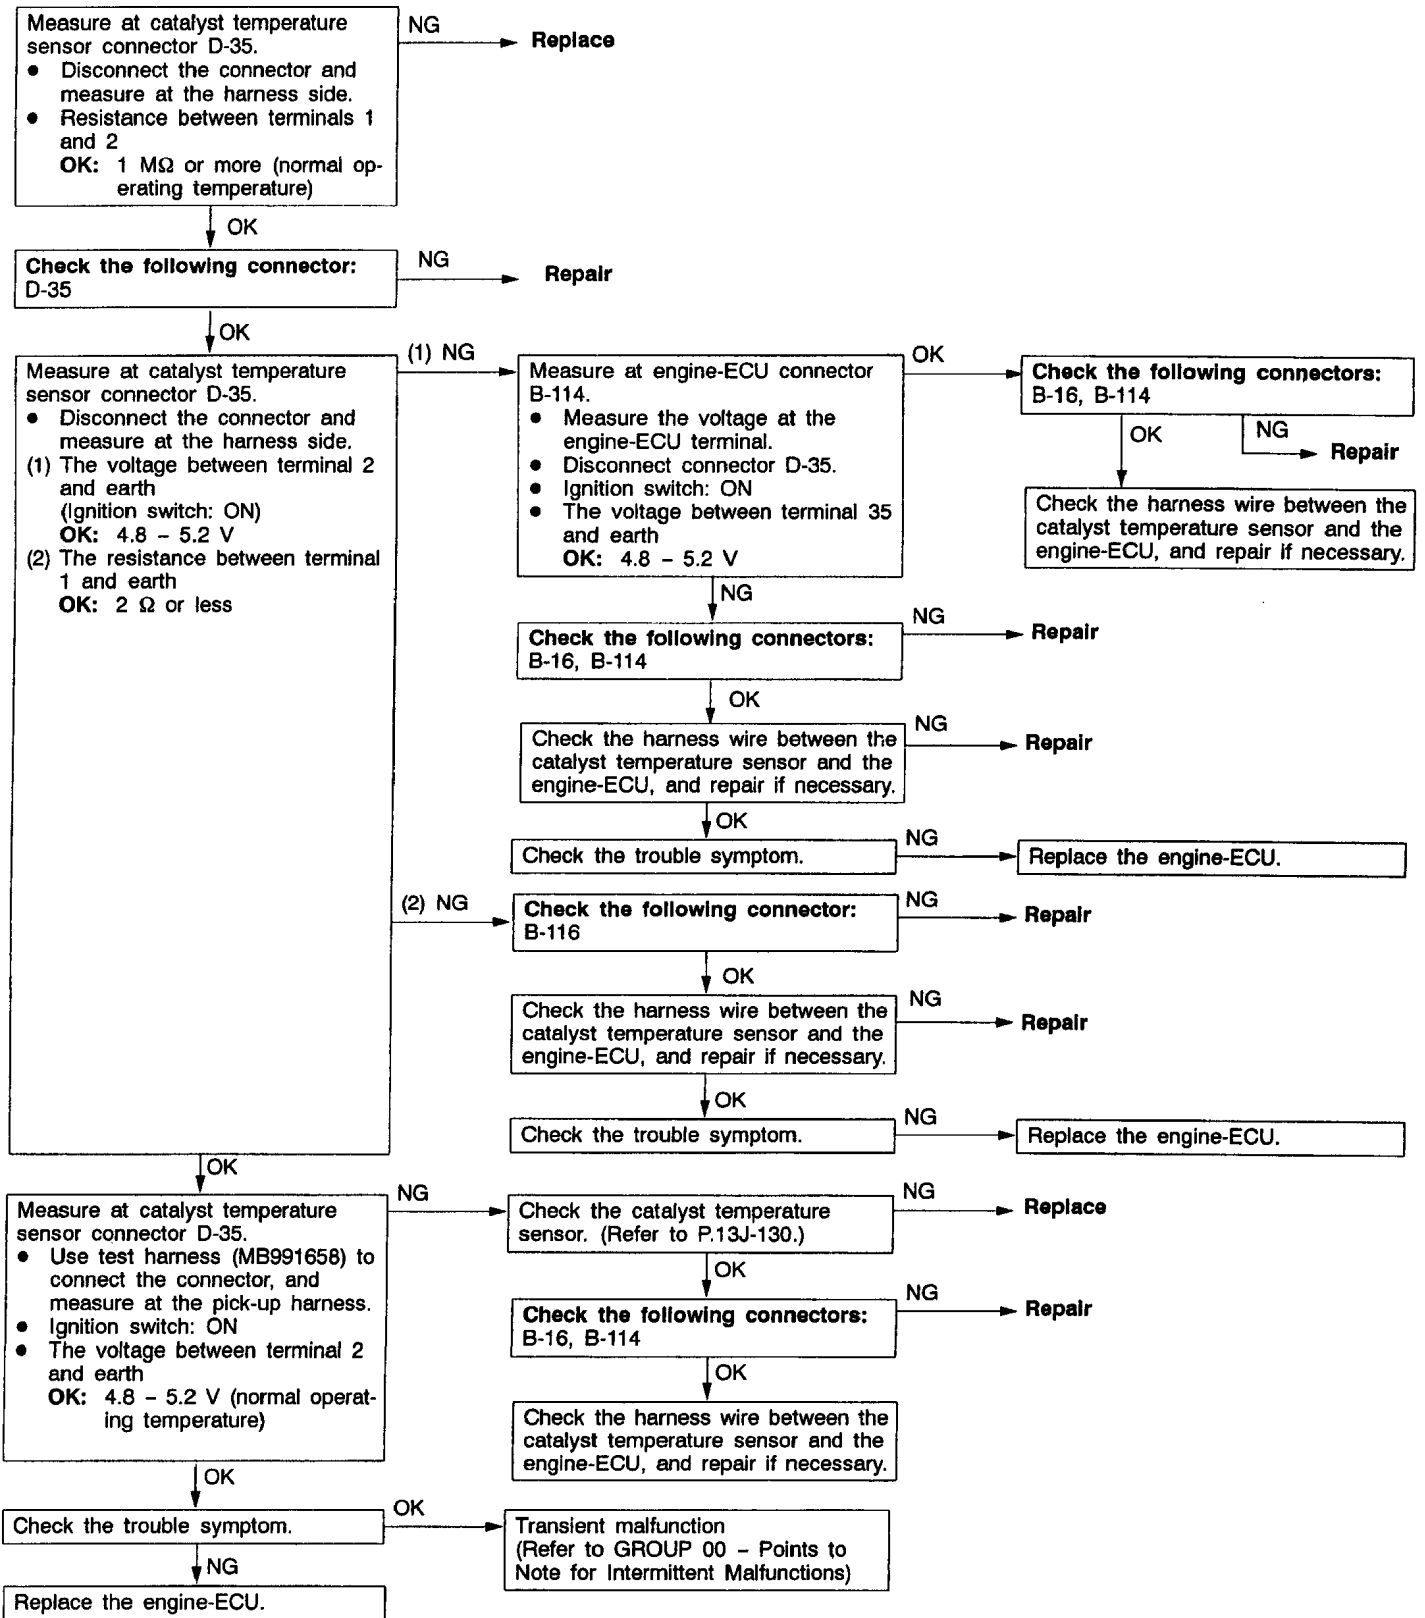 Measure at catalyst temperature
sensor connector D-35.
● Disconnect the connector and
measure at the harness side.
● Resistance between terminals 1
and 2
OK: 1 MΩ or more (normal op-
erating temperature)
NG
Replace
OK
Check the following connector:
D-35
NG
Repair
OK
Measure at catalyst temperature
sensor connector D-35.
● Disconnect the connector and
measure at the harness side.
(1) The voltage between terminal 2
and earth
(Ignition switch: ON)
OK: 4.8 – 5.2 V
(2) The resistance between terminal
1 and earth
OK: 2 Ω or less
(1) NG
Measure at engine-ECU connector
B-114.
● Measure the voltage at the
engine-ECU terminal.
● Disconnect connector D-35.
● Ignition switch: ON
● The voltage between terminal 35
and earth
OK: 4.8 – 5.2 V
OK
Check the following connectors:
B-16, B-114
OK
NG
Repair
Check the harness wire between the
catalyst temperature sensor and the
engine-ECU, and repair if necessary.
NG
Check the following connectors:
B-16, B-114
NG
Repair
OK
Check the harness wire between the
catalyst temperature sensor and the
engine-ECU, and repair if necessary.
NG
Repair
OK
Check the trouble symptom.
NG
Replace the engine-ECU.
(2) NG
Check the following connector:
B-116
NG
Repair
OK
Check the harness wire between the
catalyst temperature sensor and the
engine-ECU, and repair if necessary.
NG
Repair
OK
Check the trouble symptom.
NG
Replace the engine-ECU.
OK
Measure at catalyst temperature
sensor connector D-35.
● Use test harness (MB991658) to
connect the connector, and
measure at the pick-up harness.
● Ignition switch: ON
● The voltage between terminal 2
and earth
OK: 4.8 – 5.2 V (normal operat-
ing temperature)
NG
Check the catalyst temperature
sensor. (Refer to P.13J-130.)
NG
Replace
OK
Check the following connectors:
B-16, B-114
NG
Repair
OK
Check the harness wire between the
catalyst temperature sensor and the
engine-ECU, and repair if necessary.
OK
Check the trouble symptom.
OK
Transient malfunction
(Refer to GROUP 00 – Points to
Note for Intermittent Malfunctions)
NG
Replace the engine-ECU.